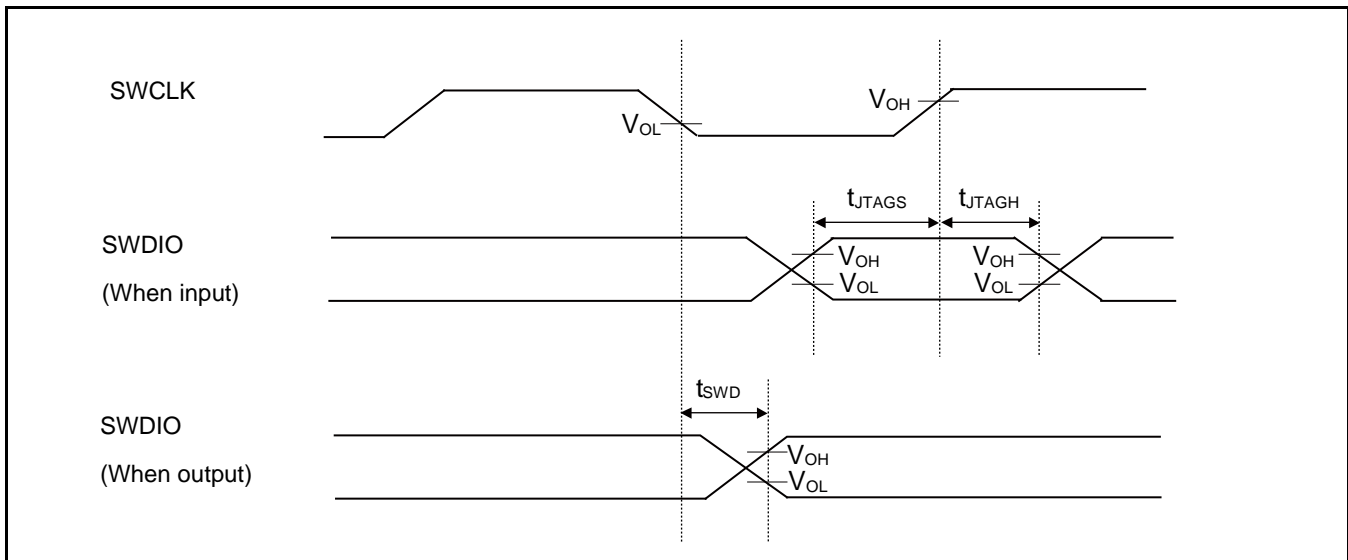 SWCLK
VOH
VOL
tJTAGS tJTAGH
SWDIO
(When input)
VOH VOH
VOL VOL
tSWD
SWDIO
(When output)
VOH
VOL